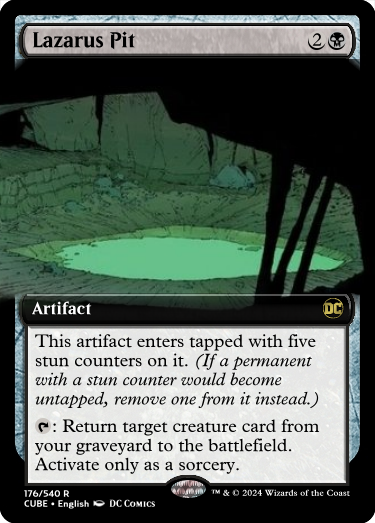 Lazarus Pit 2
Artifact DC
This artifact enters tapped with five
stun counters on it. (If a permanent
with a stun counter would become
untapped, remove one from it instead.)
: Return target creature card from
your graveyard to the battlefield.
Activate only as a sorcery.
176/540 R
CUBE • English DC COMICS
™ & © 2024 Wizards of the Coast